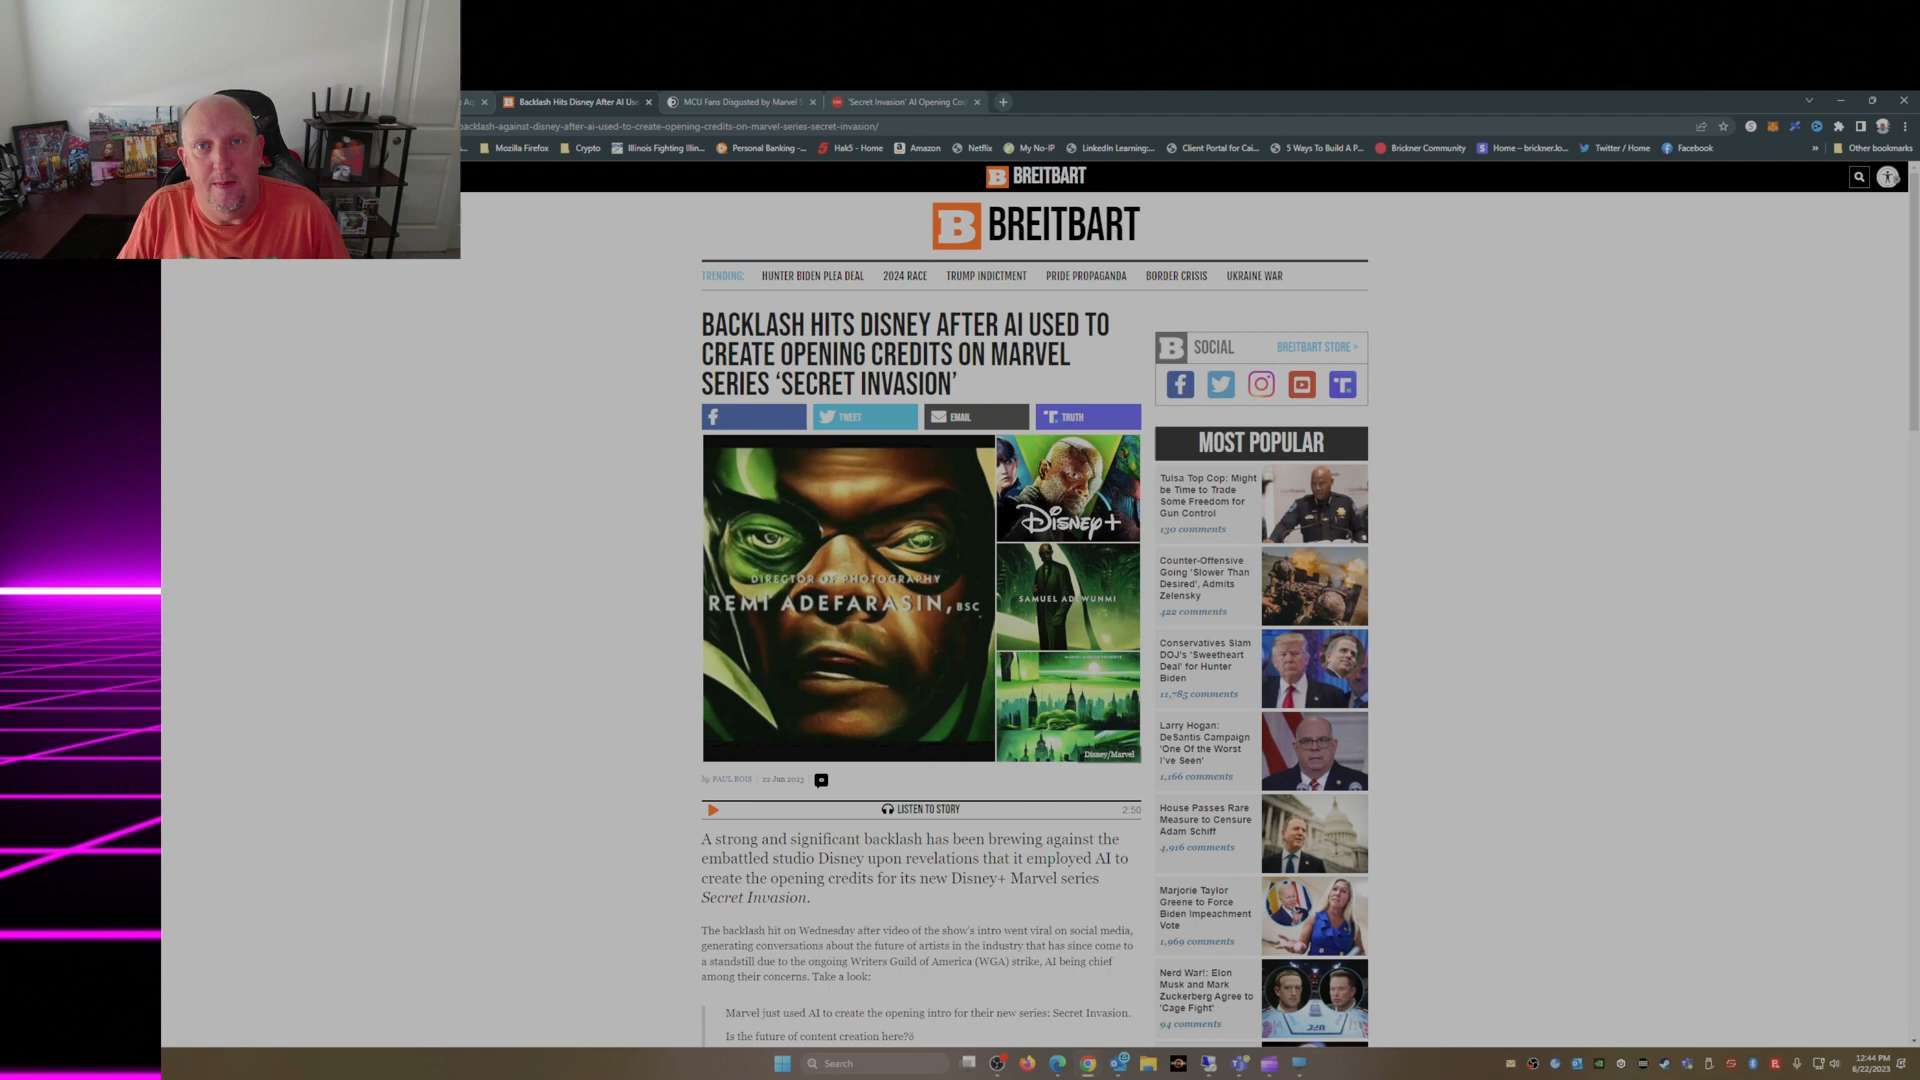 Backlash Hits Disney After AI Use
MCU Fans Disgusted by Marvel S
'Secret Invasion' AI Opening Cre
backlash-against-disney-after-ai-used-to-create-opening-credits-on-marvel-series-secret-invasion/
Mozilla Firefox
Crypto
Illinois Fighting Illin...
Personal Banking -...
Hak5 - Home
Amazon
Netflix
My No-IP
LinkedIn Learning:...
Client Portal for Cai...
5 Ways To Build A P...
Brickner Community
Home – brickner.lo...
Twitter / Home
Facebook
Other bookmarks
B BREITBART
B BREITBART
TRENDING: HUNTER BIDEN PLEA DEAL 2024 RACE TRUMP INDICTMENT PRIDE PROPAGANDA BORDER CRISIS UKRAINE WAR
BACKLASH HITS DISNEY AFTER AI USED TO
CREATE OPENING CREDITS ON MARVEL
SERIES ‘SECRET INVASION’
TWEET
EMAIL
TRUTH
DIRECTOR OF PHOTOGRAPHY
REMI ADEFARASIN, BSC
Disney+
SAMUEL ADEWUNMI
Disney/Marvel
by PAUL BOIS 22 Jun 2023
LISTEN TO STORY 2:50
A strong and significant backlash has been brewing against the
embattled studio Disney upon revelations that it employed AI to
create the opening credits for its new Disney+ Marvel series
Secret Invasion.
The backlash hit on Wednesday after video of the show's intro went viral on social media,
generating conversations about the future of artists in the industry that has since come to
a standstill due to the ongoing Writers Guild of America (WGA) strike, AI being chief
among their concerns. Take a look:
Marvel just used AI to create the opening intro for their new series: Secret Invasion.
Is the future of content creation here?
B SOCIAL BREITBART STORE >
MOST POPULAR
Tulsa Top Cop: Might
be Time to Trade
Some Freedom for
Gun Control
130 comments
Counter-Offensive
Going 'Slower Than
Desired', Admits
Zelensky
422 comments
Conservatives Slam
DOJ's 'Sweetheart
Deal' for Hunter
Biden
11,785 comments
Larry Hogan:
DeSantis Campaign
'One Of the Worst
I've Seen'
1,166 comments
House Passes Rare
Measure to Censure
Adam Schiff
4,916 comments
Marjorie Taylor
Greene to Force
Biden Impeachment
Vote
1,969 comments
Nerd War!: Elon
Musk and Mark
Zuckerberg Agree to
'Cage Fight'
94 comments
Search
12:44 PM
6/22/2023